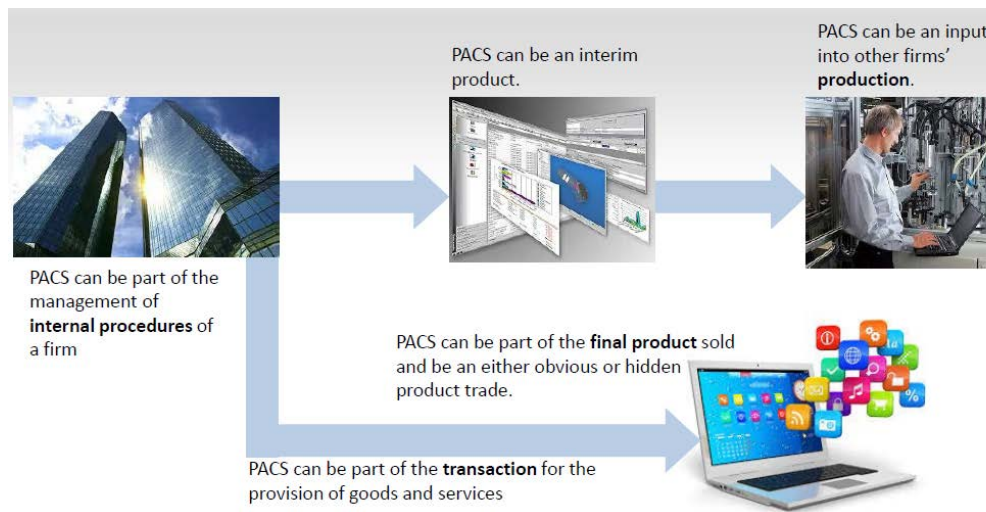 PACS can be an interim
product.
PACS can be an input
into other firms'
production.
PACS can be part of the
management of
internal procedures of
a firm
PACS can be part of the final product sold
and be an either obvious or hidden
product trade.
PACS can be part of the transaction for the
provision of goods and services